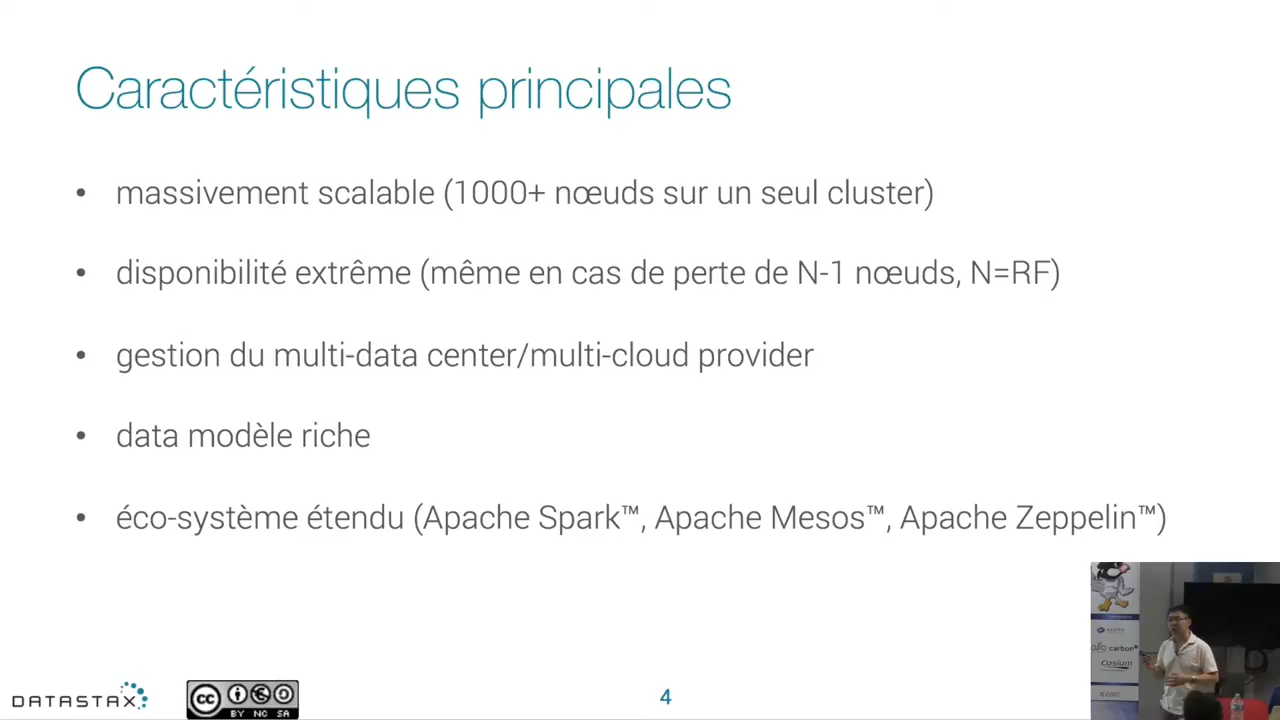 Caractéristiques principales
• massivement scalable (1000+ nœuds sur un seul cluster)
• disponibilité extrême (même en cas de perte de N-1 nœuds, N=RF)
• gestion du multi-data center/multi-cloud provider
• data modèle riche
• éco-système étendu (Apache Spark™, Apache Mesos™, Apache Zeppelin™)
carbon
Cosium
DATASTAX
cc
BY NC SA
4